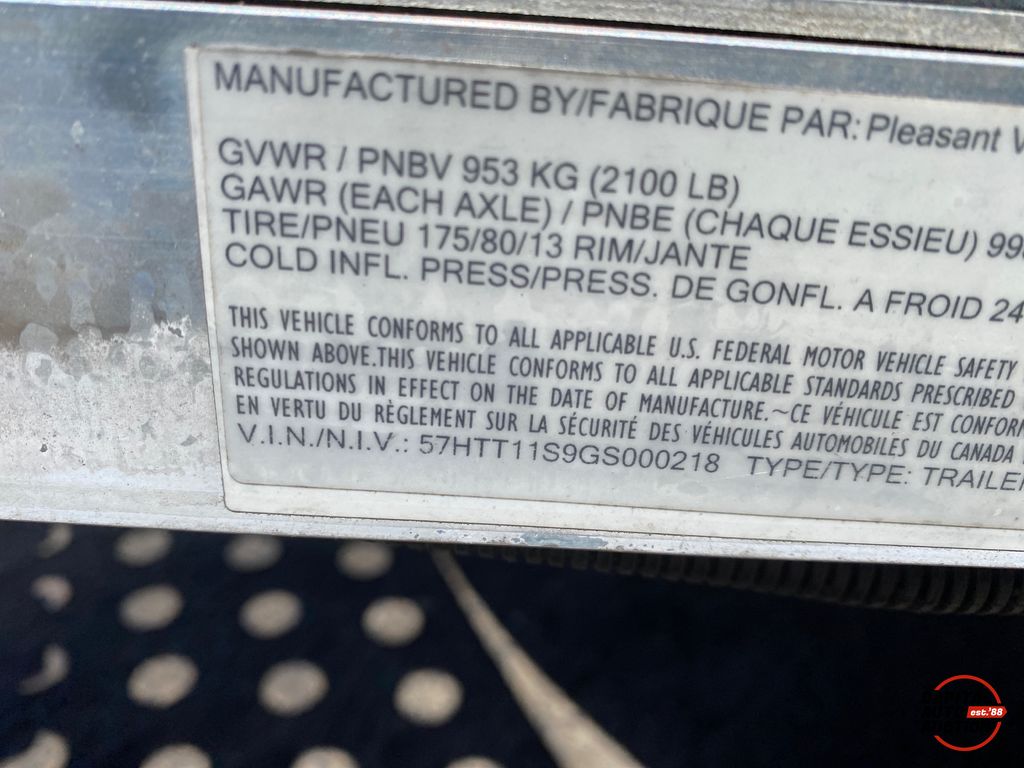 MANUFACTURED BY/FABRIQUE PAR: Pleasant
GVWR / PNBV 953 KG (2100 LB)
GAWR (EACH AXLE) / PNBE (CHAQUE ESSIEU)
TIRE/PNEU 175/80/13 RIM/JANTE
COLD INFL. PRESS/PRESS. DE GONFL. A FROID 24
THIS VEHICLE CONFORMS TO ALL APPLICABLE U.S. FEDERAL MOTOR VEHICLE SAFETY
SHOWN ABOVE.THIS VEHICLE CONFORMS TO ALL APPLICABLE STANDARDS PRESCRIBED
REGULATIONS IN EFFECT ON THE DATE OF MANUFACTURE.~CE VÉHICULE EST CONFOR
EN VERTU DU RÈGLEMENT SUR LA SÉCURITÉ DES VÉHICULES AUTOMOBILES DU CANADA
V.I.N./N.I.V.: 57HTT11S9GS000218 TYPE/TYPE: TRAILER
est.'88